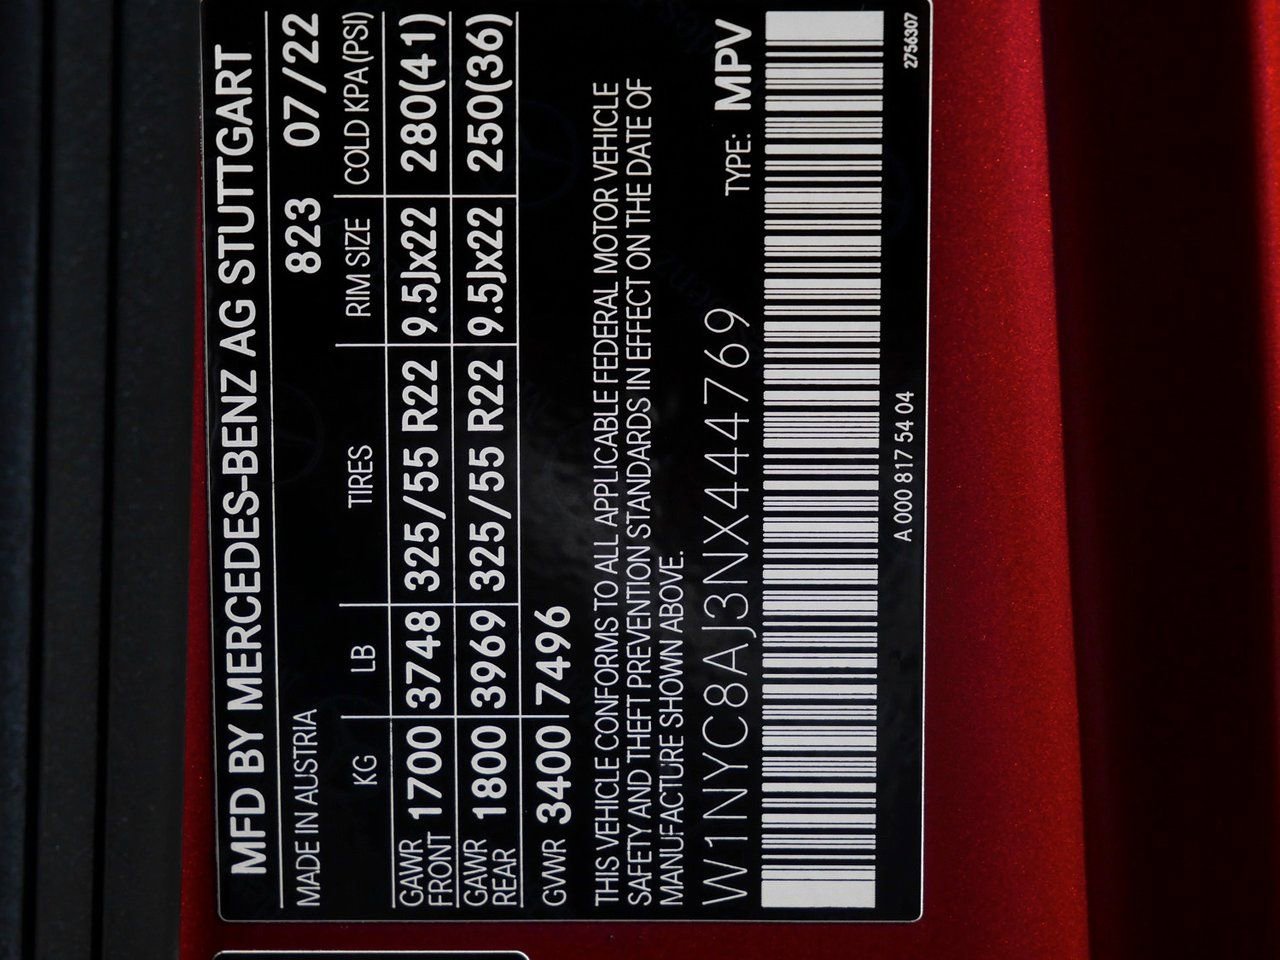 MFD BY MERCEDES-BENZ AG STUTTGART
MADE IN AUSTRIA 823 07/22
KG LB TIRES RIM SIZE COLD KPA(PSI)
GAWR FRONT 1700 3748 325/55 R22 9.5Jx22 280(41)
GAWR REAR 1800 3969 325/55 R22 9.5Jx22 250(36)
GVWR 3400 7496
THIS VEHICLE CONFORMS TO ALL APPLICABLE FEDERAL MOTOR VEHICLE
SAFETY AND THEFT PREVENTION STANDARDS IN EFFECT ON THE DATE OF
MANUFACTURE SHOWN ABOVE.
W1NYC8AJ3NX444769 TYPE: MPV
A 000 817 54 04 2756307